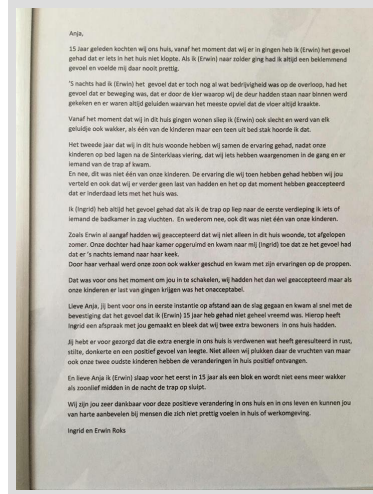 Anja,
15 Jaar geleden kochten wij ons huis, vanaf het moment dat wij er in gingen heb ik (Erwin) het gevoel
gehad dat er iets in het huis niet klopte. Als ik (Erwin) naar zolder ging had ik altijd een beklemmend
gevoel en voelde mij daar nooit prettig.
'S nachts had ik (Erwin) het gevoel dat er toch nog al wat bedrijvigheid was op de overloop, had het
gevoel dat er beweging was, dat er door de kier waarop wij de deur hadden staan naar binnen werd
gekeken en er waren altijd geluiden waarvan het meeste opviel dat de vloer altijd kraakte.
Vanaf het moment dat wij in dit huis gingen wonen sliep ik (Erwin) ook slecht en werd van elk
geluidje ook wakker, als één van de kinderen maar een teen uit bed stak hoorde ik dat.
Het tweede jaar dat wij in dit huis woonde hebben wij samen de ervaring gehad, nadat onze
kinderen op bed lagen na de Sinterklaas viering, dat wij iets hebben waargenomen in de gang en er
iemand van de trap af kwam.
En nee, dit was niet één van onze kinderen. De ervaring die wij toen hebben gehad hebben wij jou
verteld en ook dat wij er verder geen last van hadden en het op dat moment hebben geaccepteerd
dat er inderdaad iets met het huis was.
Ik (Ingrid) heb altijd het gevoel gehad dat als ik de trap op liep naar de eerste verdieping ik iets of
iemand de badkamer in zag vluchten. En wederom nee, ook dit was niet één van onze kinderen.
Zoals Erwin al aangaf hadden wij geaccepteerd dat wij niet alleen in dit huis woonde, tot afgelopen
zomer. Onze dochter had haar kamer opgeruimd en kwam naar mij (Ingrid) toe dat ze het gevoel had
dat er 's nachts iemand naar haar keek.
Door haar verhaal werd onze zoon ook wakker geschud en kwam met zijn ervaringen op de proppen.
Dat was voor ons het moment om jou in te schakelen, wij hadden het dan wel geaccepteerd maar als
onze kinderen er last van gingen krijgen was het onacceptabel.
Lieve Anja, jij bent voor ons in eerste instantie op afstand aan de slag gegaan en kwam al snel met de
bevestiging dat het gevoel dat ik (Erwin) 15 jaar heb gehad niet geheel vreemd was. Hierop heeft
Ingrid een afspraak met jou gemaakt en bleek dat wij twee extra bewoners in ons huis hadden.
Jij hebt er voor gezorgd dat die extra energie in ons huis is verdwenen wat heeft geresulteerd in rust,
stilte, donkerte en een positief gevoel van leegte. Niet alleen wij plukken daar de vruchten van maar
ook onze twee oudste kinderen hebben de veranderingen in huis positief ontvangen.
En lieve Anja ik (Erwin) slaap voor het eerst in 15 jaar als een blok en wordt niet eens meer wakker
als zoonlief midden in de nacht de trap op sluipt.
Wij zijn jou zeer dankbaar voor deze positieve verandering in ons huis en in ons leven en kunnen jou
van harte aanbevelen bij mensen die zich niet prettig voelen in huis of werkomgeving.
Ingrid en Erwin Roks